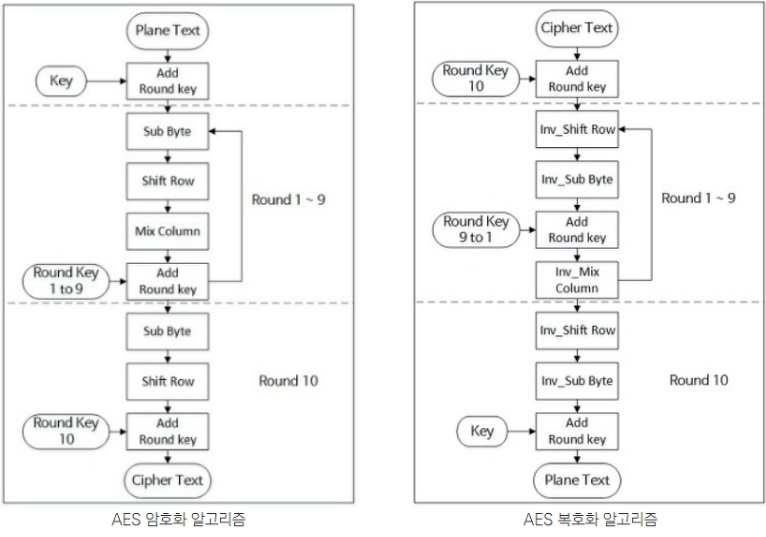 Plane Text
Key
Add
Round key
Sub Byte
Shift Row
Round 1 ~ 9
Mix Column
Round Key
1 to 9
Add
Round key
Sub Byte
Shift Row
Round 10
Round Key
10
Add
Round key
Cipher Text
AES 암호화 알고리즘
Cipher Text
Round Key
10
Add
Round key
Inv_Shift Row
Inv_Sub Byte
Round 1 ~ 9
Round Key
9 to 1
Add
Round key
Inv_Mix
Column
Inv_Shift Row
Inv_Sub Byte
Round 10
Key
Add
Round key
Plane Text
AES 복호화 알고리즘